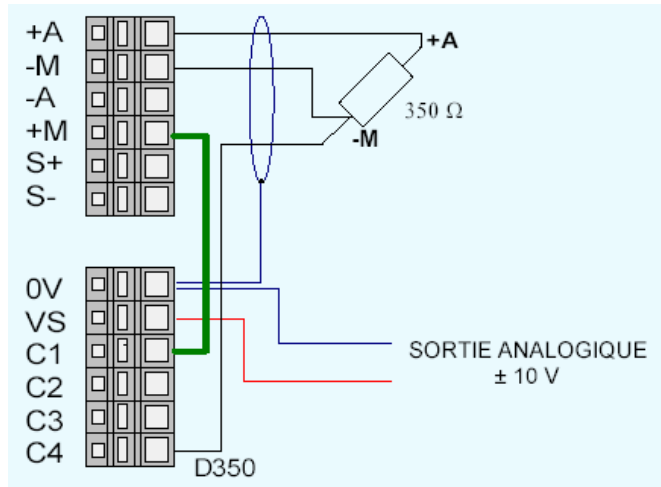 +A
-M
-A
+M
S+
S-
0V
VS
C1
C2
C3
C4
+A
350 Ω
-M
SORTIE ANALOGIQUE
± 10 V
D350